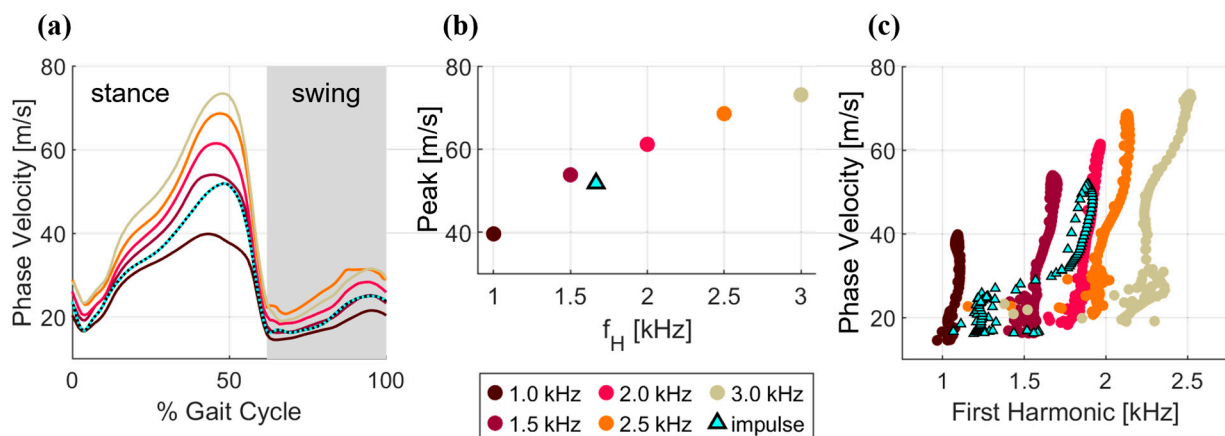 (a)
Phase Velocity [m/s]
80
60
40
20
stance
swing
0
50
100
% Gait Cycle
(b)
Peak [m/s]
80
60
40
1
1.5
2
2.5
3
f_H [kHz]
1.0 kHz
2.0 kHz
3.0 kHz
1.5 kHz
2.5 kHz
impulse
(c)
Phase Velocity [m/s]
80
60
40
20
1
1.5
2
2.5
First Harmonic [kHz]